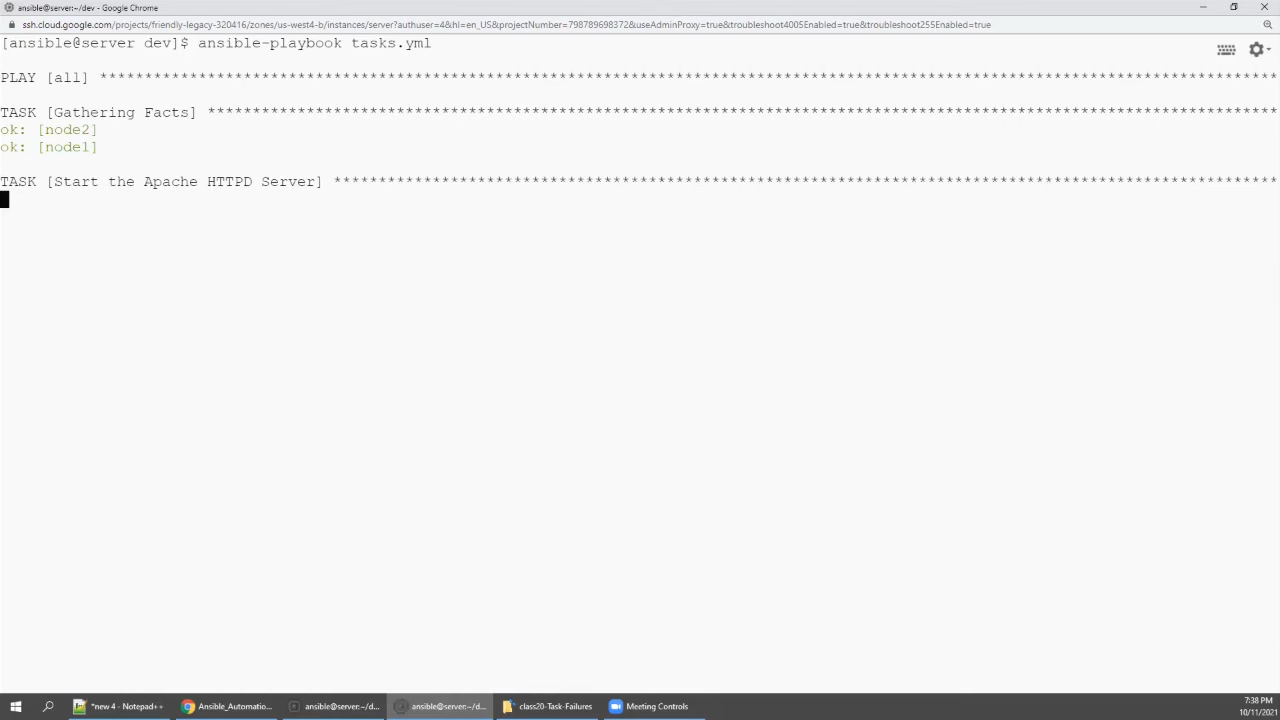 ansible@server:~/dev - Google Chrome
ssh.cloud.google.com/projects/friendly-legacy-320416/zones/us-west4-b/instances/server?authuser=4&hl=en_US&projectNumber=798789698372&useAdminProxy=true&troubleshoot4005Enabled=true&troubleshoot255Enabled=true
[ansible@server dev]$ ansible-playbook tasks.yml
PLAY [all] ***********************************************************************************************************************************
TASK [Gathering Facts] ***********************************************************************************************************************
ok: [node2]
ok: [node1]
TASK [Start the Apache HTTPD Server] *********************************************************************************************************
*new 4 - Notepad++
Ansible_Automatio...
ansible@server:~/d...
ansible@server:~/d...
class20-Task-Failures
Meeting Controls
7:38 PM
10/11/2021